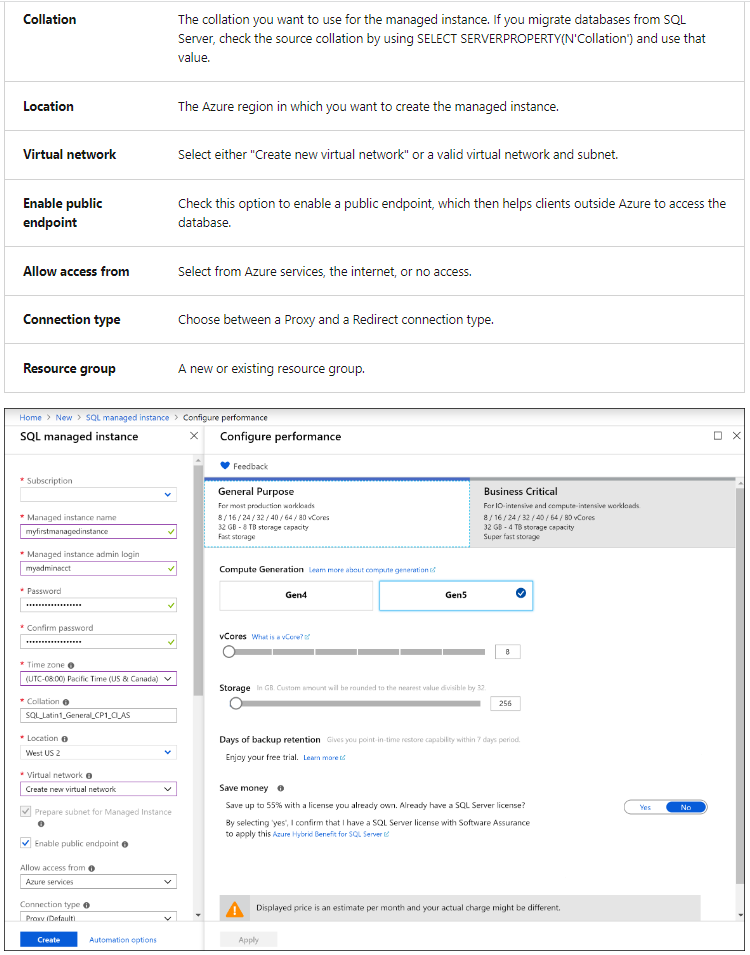 Collation
The collation you want to use for the managed instance. If you migrate databases from SQL
Server, check the source collation by using SELECT SERVERPROPERTY(N'Collation') and use that
value.
Location
The Azure region in which you want to create the managed instance.
Virtual network
Select either "Create new virtual network" or a valid virtual network and subnet.
Enable public
endpoint
Check this option to enable a public endpoint, which then helps clients outside Azure to access the
database.
Allow access from
Select from Azure services, the internet, or no access.
Connection type
Choose between a Proxy and a Redirect connection type.
Resource group
A new or existing resource group.
Home > New > SQL managed instance > Configure performance
SQL managed instance
* Subscription
* Managed instance name
myfirstmanagedinstance
* Managed instance admin login
myadminacct
* Password
••••••••••••••••••
* Confirm password
••••••••••••••••••
* Time zone
(UTC-08:00) Pacific Time (US & Canada)
* Collation
SQL_Latin1_General_CP1_CI_AS
* Location
West US 2
* Virtual network
Create new virtual network
Prepare subnet for Managed Instance
Enable public endpoint
Allow access from
Azure services
Connection type
Proxy (Default)
Create
Automation options
Configure performance
Feedback
General Purpose
For most production workloads
8 / 16 / 24 / 32 / 40 / 64 / 80 vCores
32 GB - 8 TB storage capacity
Fast storage
Business Critical
For IO-intensive and compute-intensive workloads
8 / 16 / 24 / 32 / 40 / 64 / 80 vCores
32 GB - 4 TB storage capacity
Super fast storage
Compute Generation Learn more about compute generation
Gen4
Gen5
vCores What is a vCore?
8
Storage In GB. Custom amount will be rounded to the nearest value divisible by 32.
256
Days of backup retention Gives you point-in-time restore capability within 7 days period.
Enjoy your free trial. Learn more
Save money
Save up to 55% with a license you already own. Already have a SQL Server license?
Yes No
By selecting 'yes', I confirm that I have a SQL Server license with Software Assurance
to apply this Azure Hybrid Benefit for SQL Server
Displayed price is an estimate per month and your actual charge might be different.
Apply